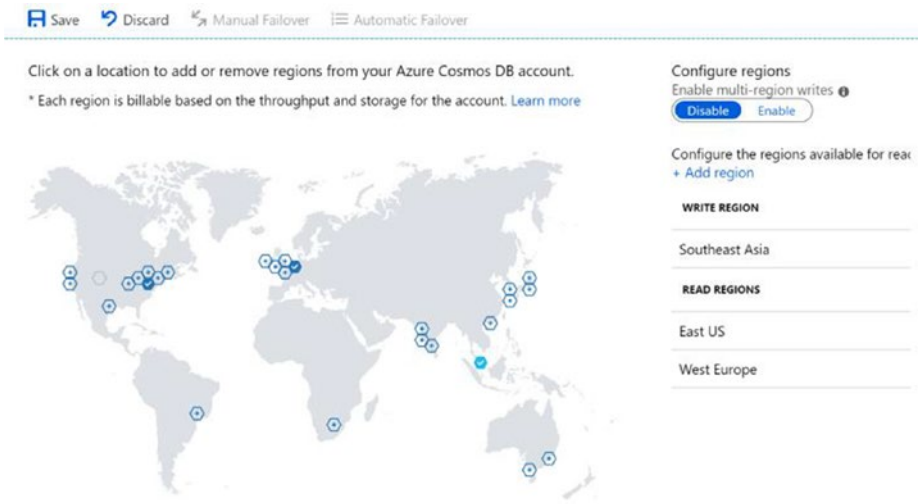 Save Discard Manual Failover Automatic Failover
Click on a location to add or remove regions from your Azure Cosmos DB account.
* Each region is billable based on the throughput and storage for the account. Learn more
Configure regions
Enable multi-region writes
Disable Enable
Configure the regions available for
+ Add region
WRITE REGION
Southeast Asia
READ REGIONS
East US
West Europe